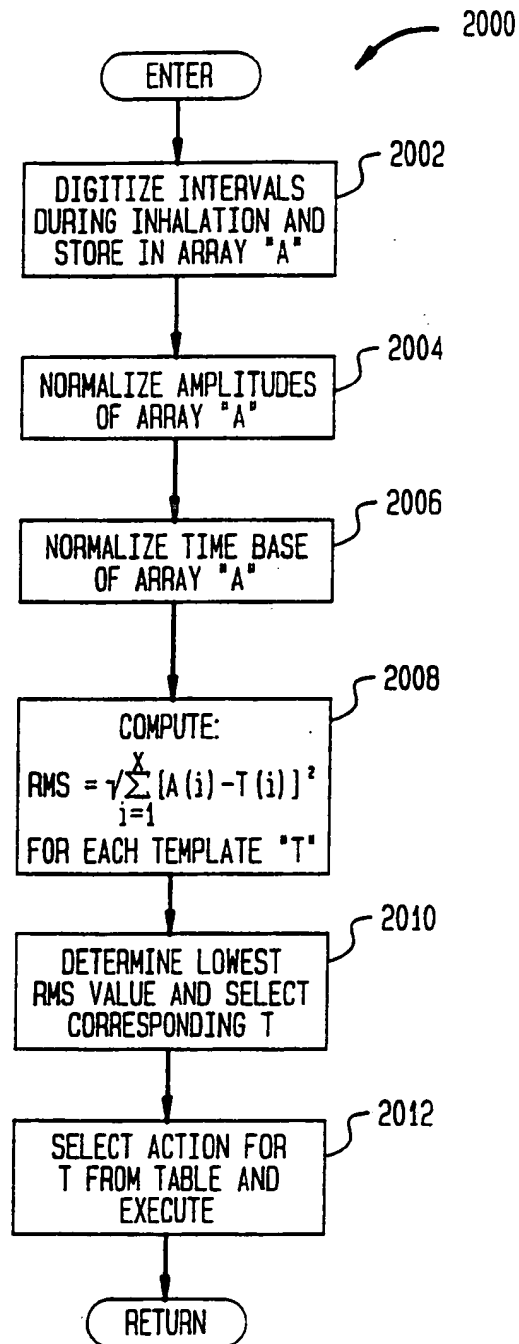 2000
ENTER
2002
DIGITIZE INTERVALS
DURING INHALATION AND
STORE IN ARRAY "A"
2004
NORMALIZE AMPLITUDES
OF ARRAY "A"
2006
NORMALIZE TIME BASE
OF ARRAY "A"
2008
COMPUTE:
RMS = √∑_{i=1}^{X} [A(i)-T(i)]²
FOR EACH TEMPLATE "T"
2010
DETERMINE LOWEST
RMS VALUE AND SELECT
CORRESPONDING T
2012
SELECT ACTION FOR
T FROM TABLE AND
EXECUTE
RETURN